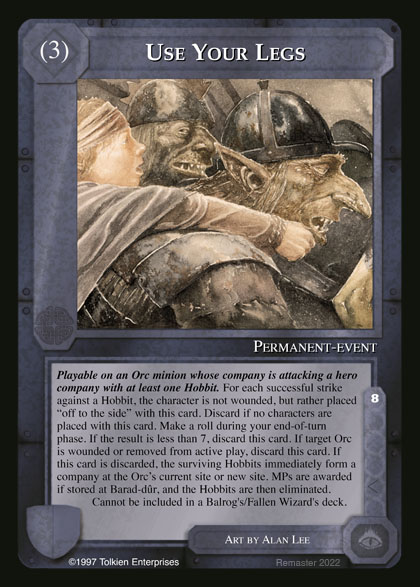 (3)
Use Your Legs
Permanent-event
Playable on an Orc minion whose company is attacking a hero
company with at least one Hobbit. For each successful strike
against a Hobbit, the character is not wounded, but rather placed
“off to the side” with this card. Discard if no characters are
placed with this card. Make a roll during your end-of-turn
phase. If the result is less than 7, discard this card. If target Orc
is wounded or removed from active play, discard this card. If
this card is discarded, the surviving Hobbits immediately form a
company at the Orc's current site or new site. MPs are awarded
if stored at Barad-dûr, and the Hobbits are then eliminated.
Cannot be included in a Balrog's/Fallen Wizard's deck.
8
Art by Alan Lee
©1997 Tolkien Enterprises
Remaster 2022